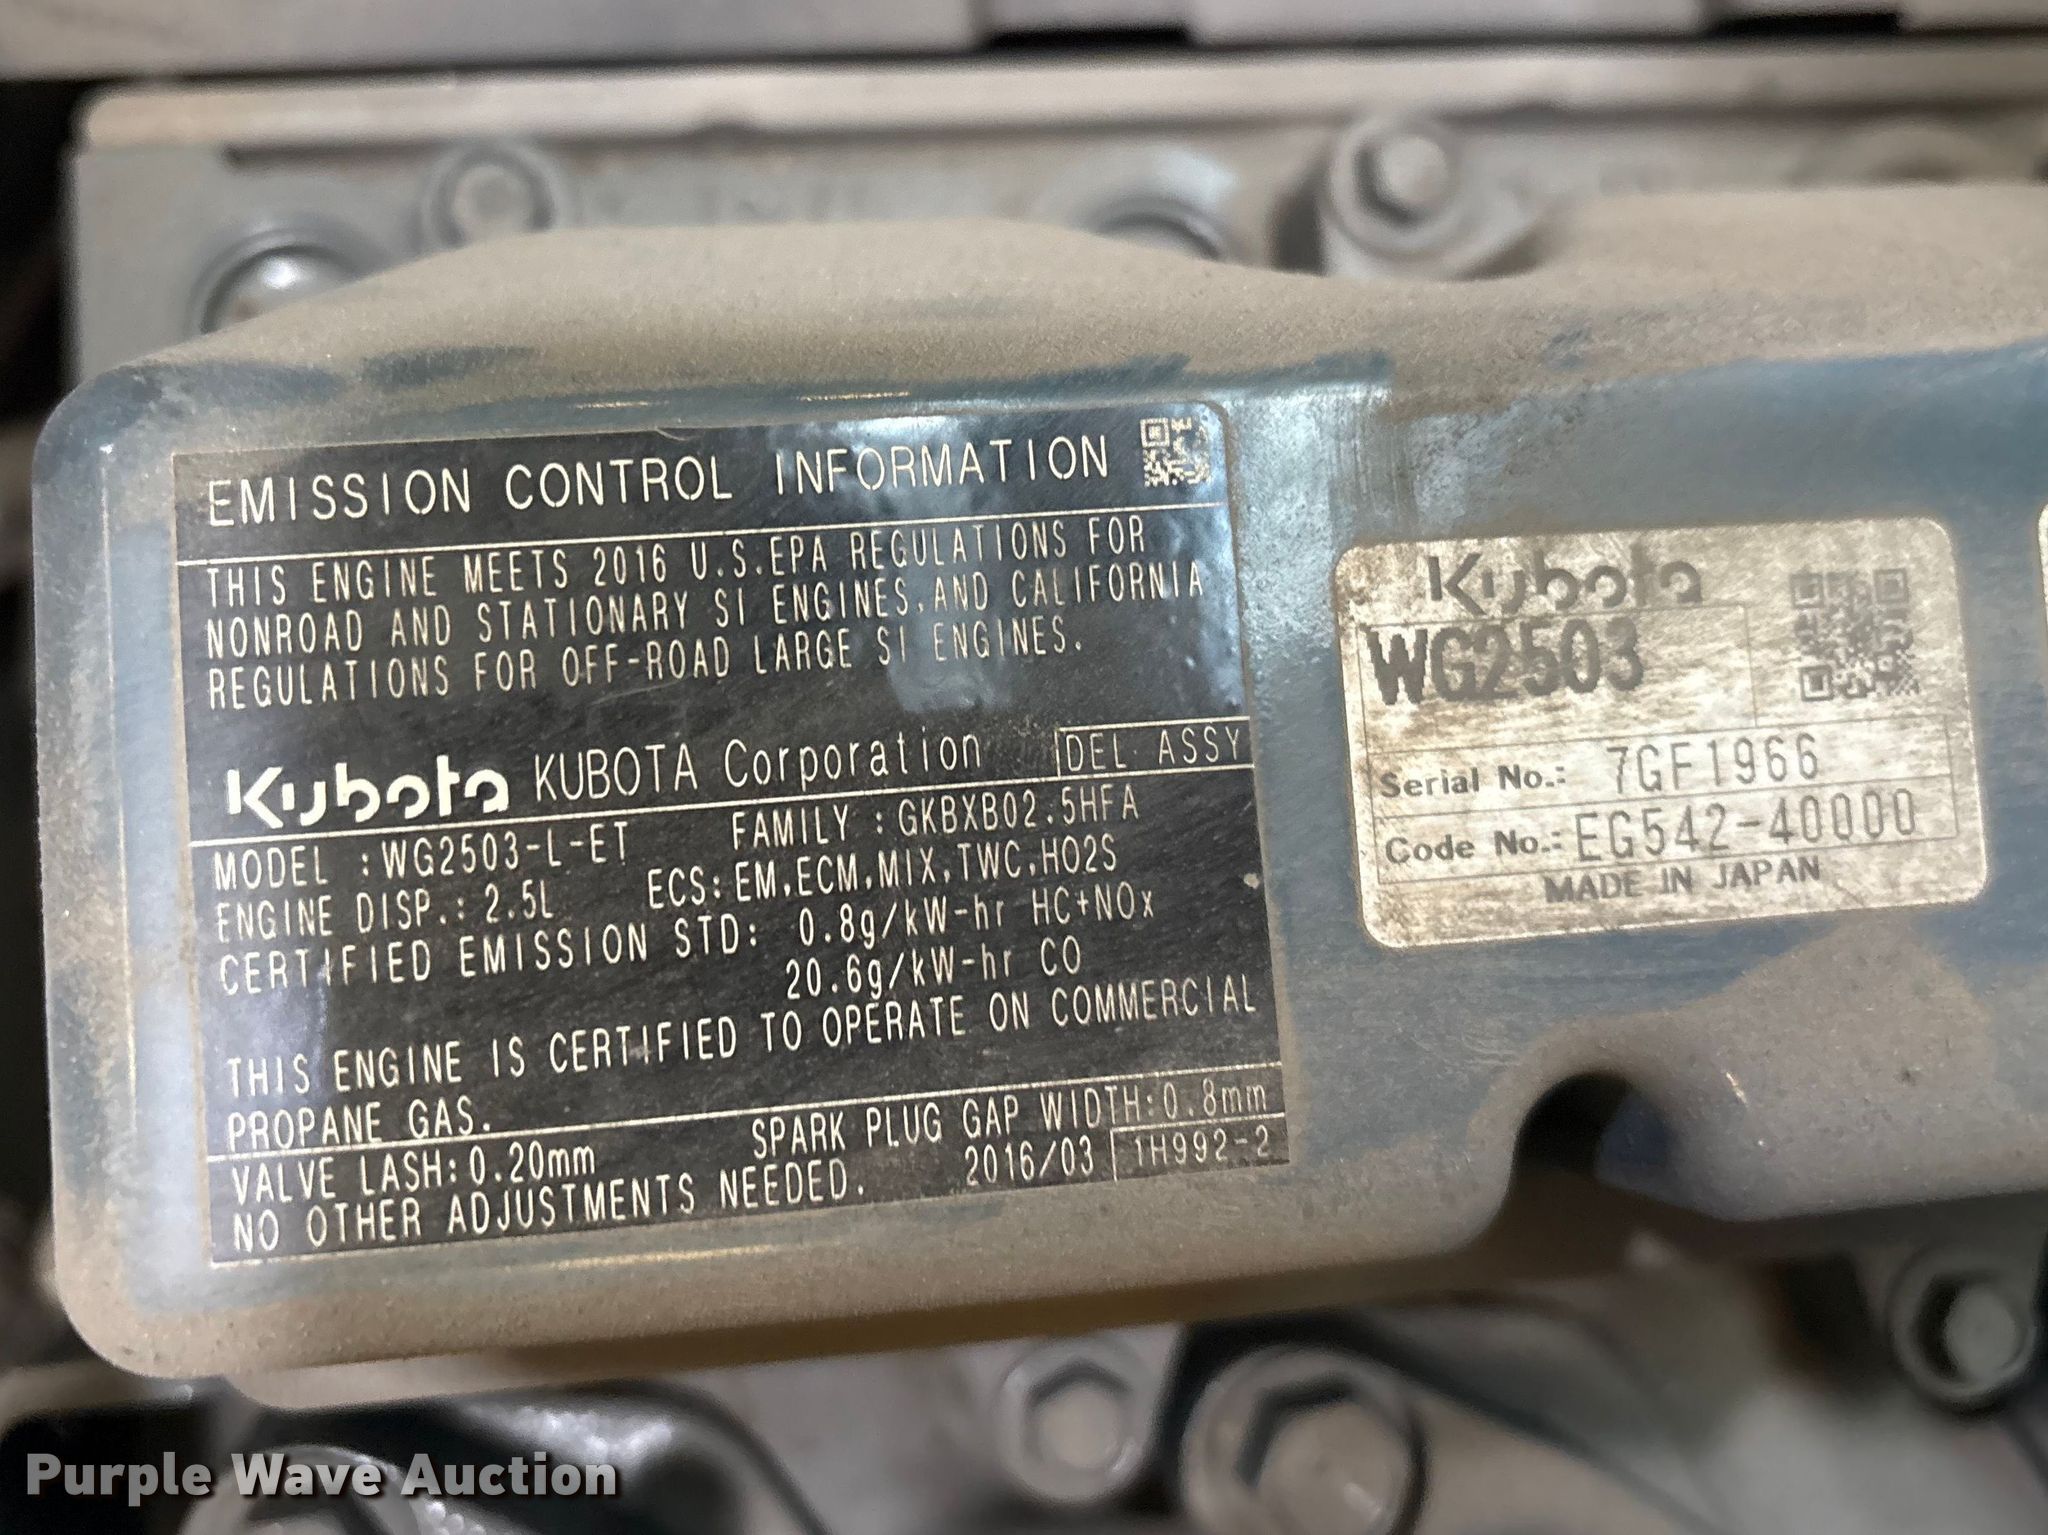 EMISSION CONTROL INFORMATION
THIS ENGINE MEETS 2016 U.S.EPA REGULATIONS FOR
NONROAD AND STATIONARY SI ENGINES,AND CALIFORNIA
REGULATIONS FOR OFF-ROAD LARGE SI ENGINES.
Kubota KUBOTA Corporation DEL ASSY
MODEL :WG2503-L-ET FAMILY :GKBXB02.5HFA
ENGINE DISP.: 2.5L ECS: EM,ECM,MIX,TWC,HO2S
CERTIFIED EMISSION STD: 0.8g/kW-hr HC+NOx
20.6g/kW-hr CO
THIS ENGINE IS CERTIFIED TO OPERATE ON COMMERCIAL
PROPANE GAS.
VALVE LASH:0.20mm SPARK PLUG GAP WIDTH:0.8mm
NO OTHER ADJUSTMENTS NEEDED. 2016/03 1H992-2
Kubota
WG2503
Serial No.: 7GF1966
Code No.: EG542-40000
MADE IN JAPAN
Purple Wave Auction